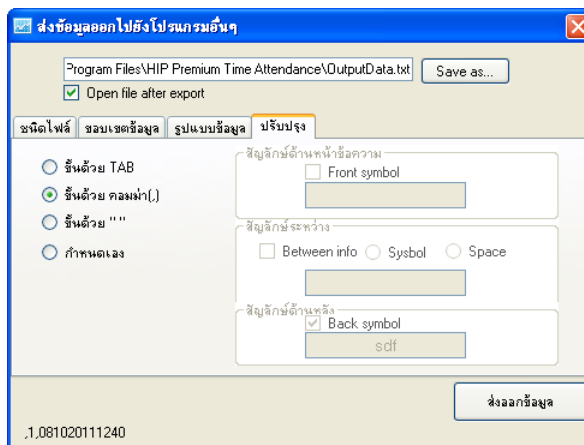 ส่งข้อมูลออกไปยังโปรแกรมอื่นๆ
Program Files\HIP Premium Time Attendance\OutputData.txt
Save as...
Open file after export
ชนิดไฟล์ ขอบเขตข้อมูล รูปแบบข้อมูล ปรับปรุง
ขั้นด้วย TAB
ขั้นด้วย คอมม่า(,)
ขั้นด้วย " "
กำหนดเอง
สัญลักษ์ด้านหน้าข้อความ
Front symbol
สัญลักษ์ระหว่าง
Between info Sysbol Space
สัญลักษ์ด้านหลัง
Back symbol
sdf
ส่งออกข้อมูล
,1,081020111240